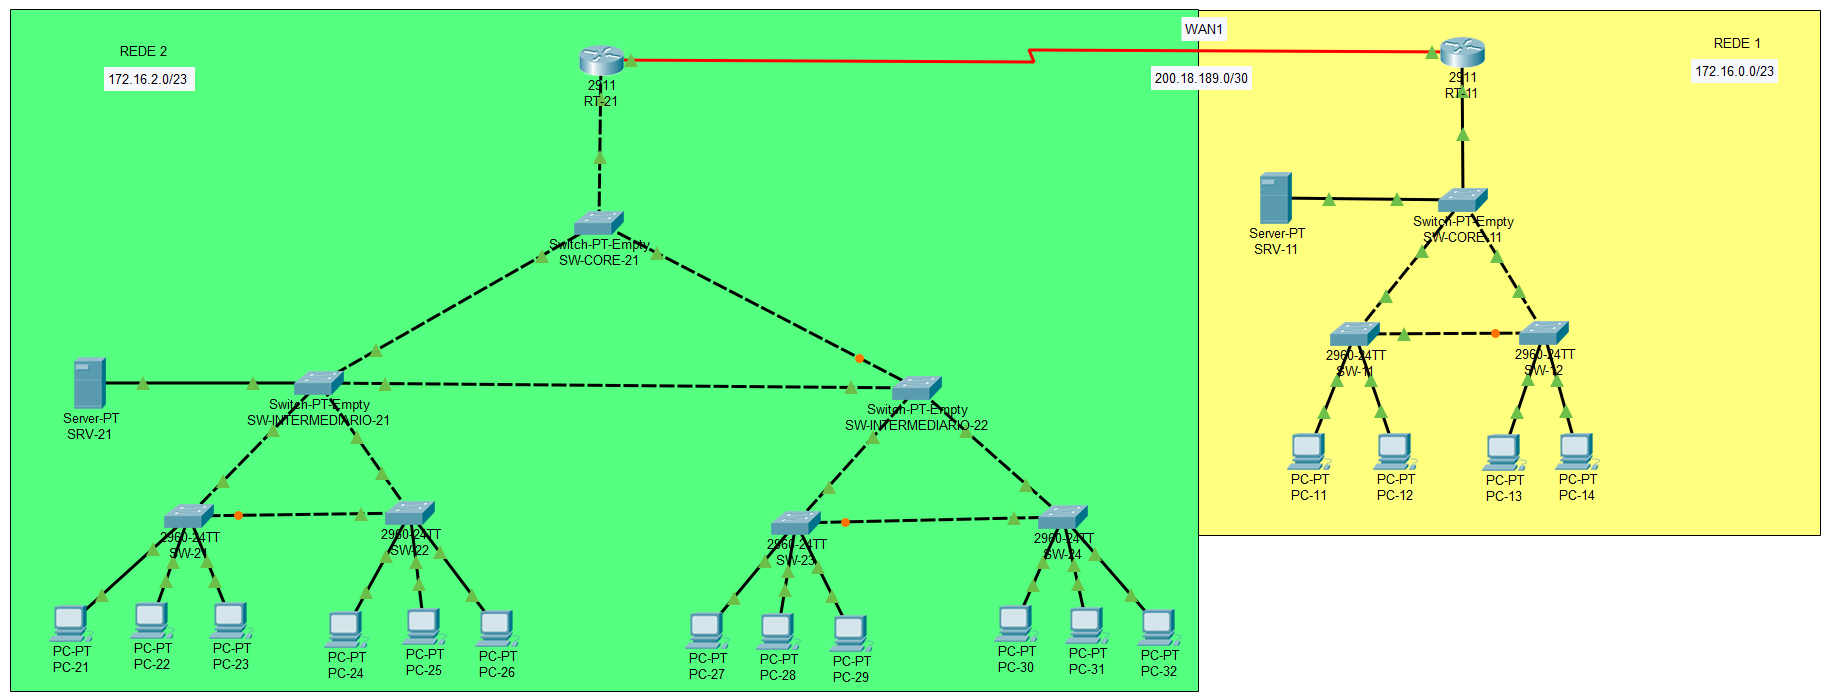 WAN1
REDE 2
172.16.2.0/23
2911
RT-21
200.18.189.0/30
2911
RT-11
REDE 1
172.16.0.0/23
Switch-PT-Empty
SW-CORE-21
Server-PT
SRV-11
Switch-PT-Empty
SW-CORE-11
2960-24TT
SW-11
2960-24TT
SW-12
Server-PT
SRV-21
Switch-PT-Empty
SW-INTERMEDIARIO-21
Switch-PT-Empty
SW-INTERMEDIARIO-22
PC-PT
PC-11
PC-PT
PC-12
PC-PT
PC-13
PC-PT
PC-14
2960-24TT
SW-21
2960-24TT
SW-22
2960-24TT
SW-23
2960-24TT
SW-24
PC-PT
PC-21
PC-PT
PC-22
PC-PT
PC-23
PC-PT
PC-24
PC-PT
PC-25
PC-PT
PC-26
PC-PT
PC-27
PC-PT
PC-28
PC-PT
PC-29
PC-PT
PC-30
PC-PT
PC-31
PC-PT
PC-32